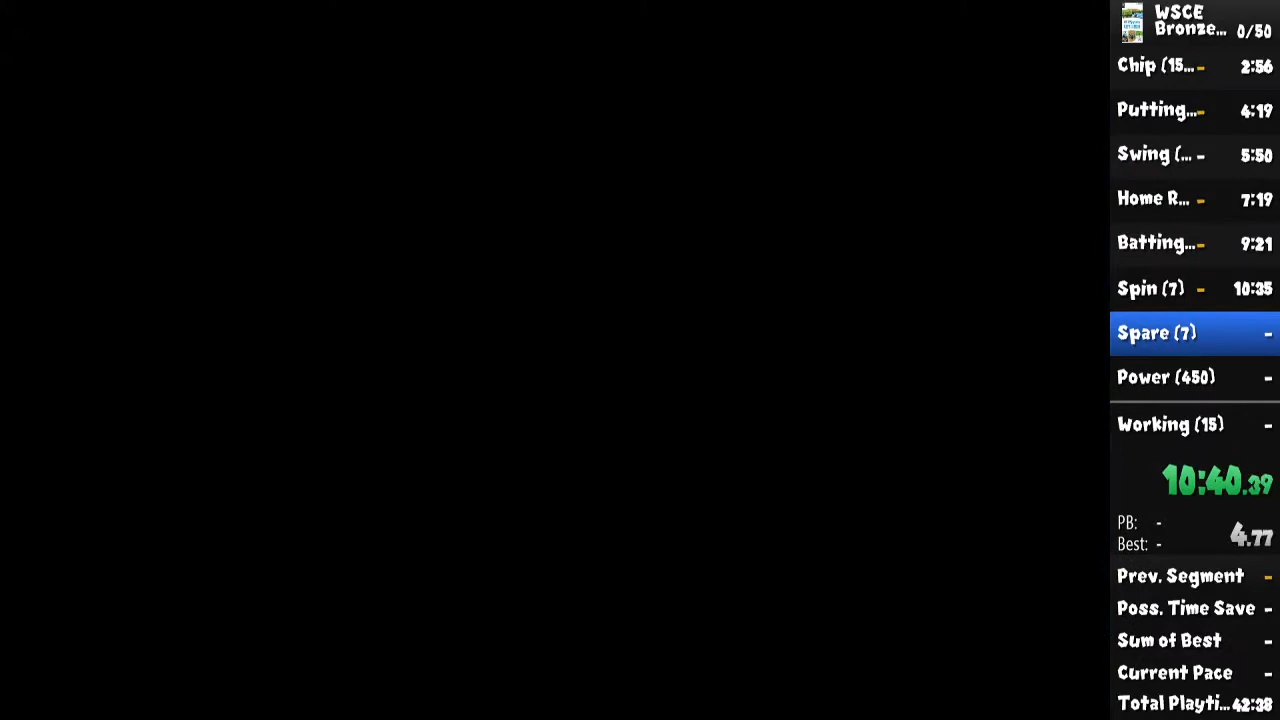 WSCE
Bronze... 0/50
Chip (15... - 2:56
Putting... - 4:19
Swing (... - 5:50
Home R... - 7:19
Batting... - 9:21
Spin (7) - 10:35
Spare (7) -
Power (450) -
Working (15) -
10:40.39
PB: -
Best: - 4.77
Prev. Segment -
Poss. Time Save -
Sum of Best -
Current Pace -
Total Playti... 42:38